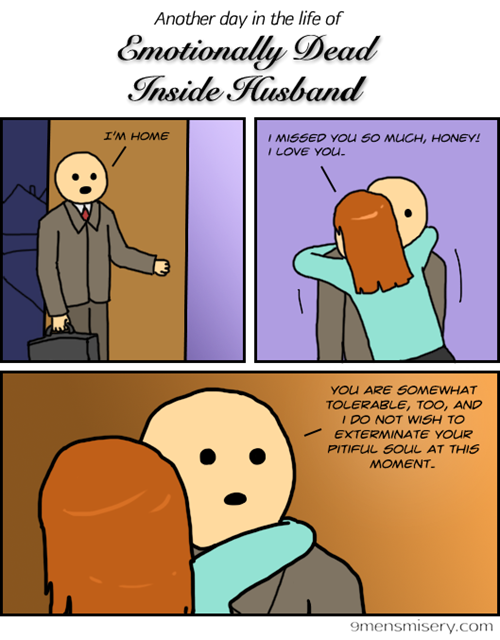 Another day in the life of
Emotionally Dead
Inside Husband
I'M HOME
I MISSED YOU SO MUCH, HONEY!
I LOVE YOU.
YOU ARE SOMEWHAT
TOLERABLE, TOO, AND
I DO NOT WISH TO
EXTERMINATE YOUR
PITIFUL SOUL AT THIS
MOMENT.
9mensmisery.com